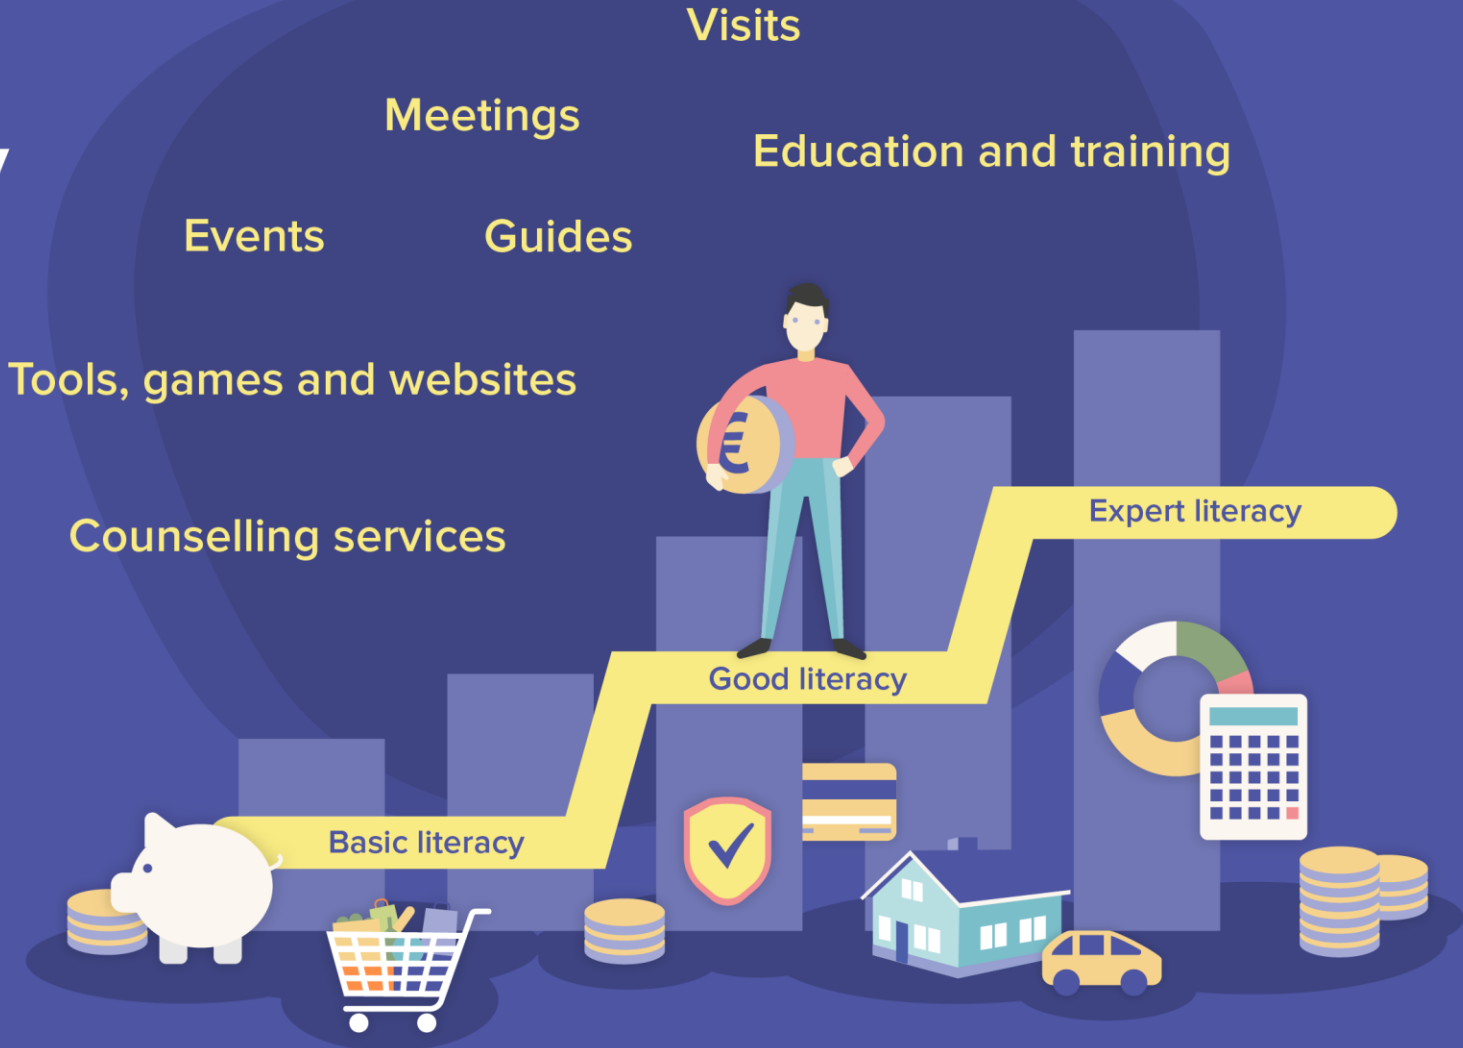 Visits
Meetings
Education and training
Events
Guides
Tools, games and websites
€
Counselling services
Expert literacy
Good literacy
Basic literacy